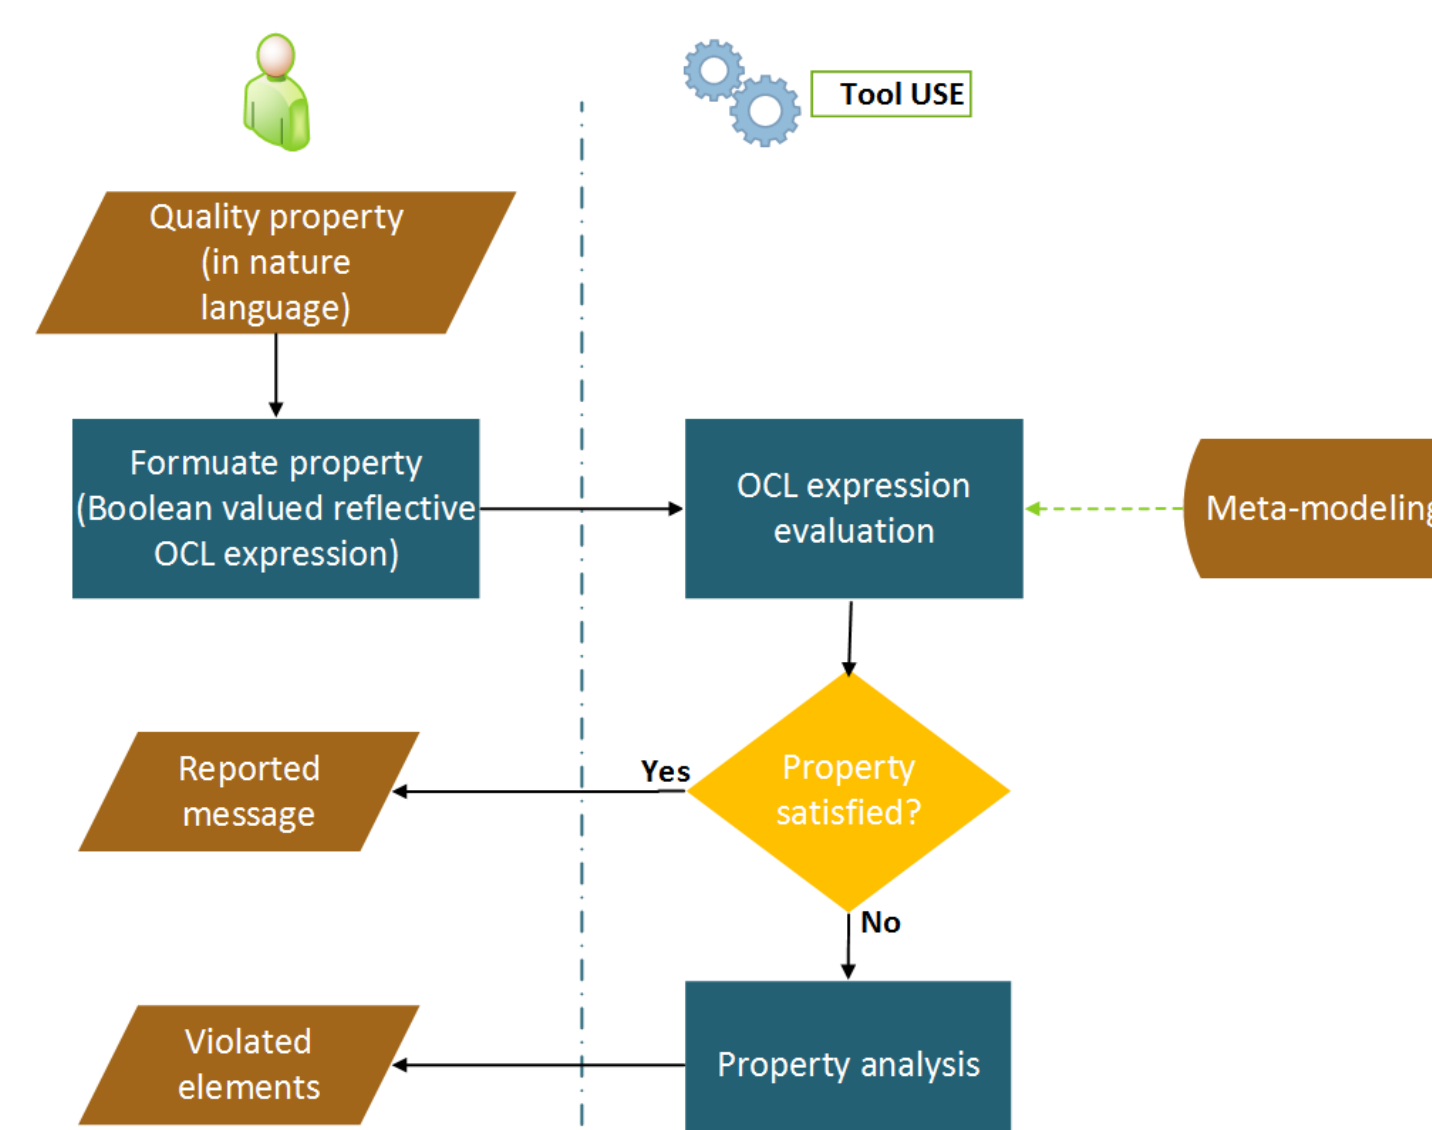 Tool USE
Quality property
(in nature
language)
Formuate property
(Boolean valued reflective
OCL expression)
OCL expression
evaluation
Meta-modeling
Property
satisfied?
Yes
Reported
message
No
Property analysis
Violated
elements